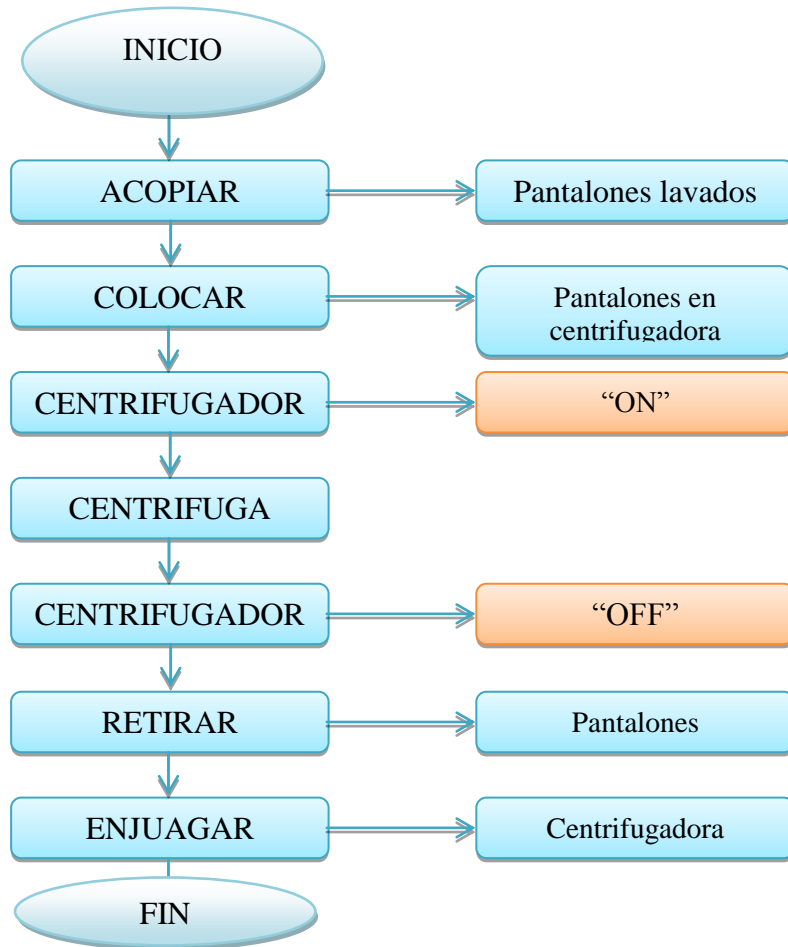 INICIO
ACOPIAR
Pantalones lavados
COLOCAR
Pantalones en
centrifugadora
CENTRIFUGADOR
“ON”
CENTRIFUGA
CENTRIFUGADOR
“OFF”
RETIRAR
Pantalones
ENJUAGAR
Centrifugadora
FIN